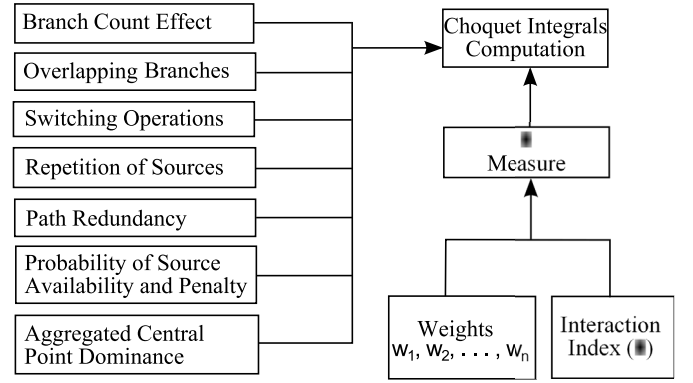 Branch Count Effect
Overlapping Branches
Switching Operations
Repetition of Sources
Path Redundancy
Probability of Source
Availability and Penalty
Aggregated Central
Point Dominance
Choquet Integrals
Computation
Measure
Weights
w₁, w₂, . . . , wₙ
Interaction
Index ( )